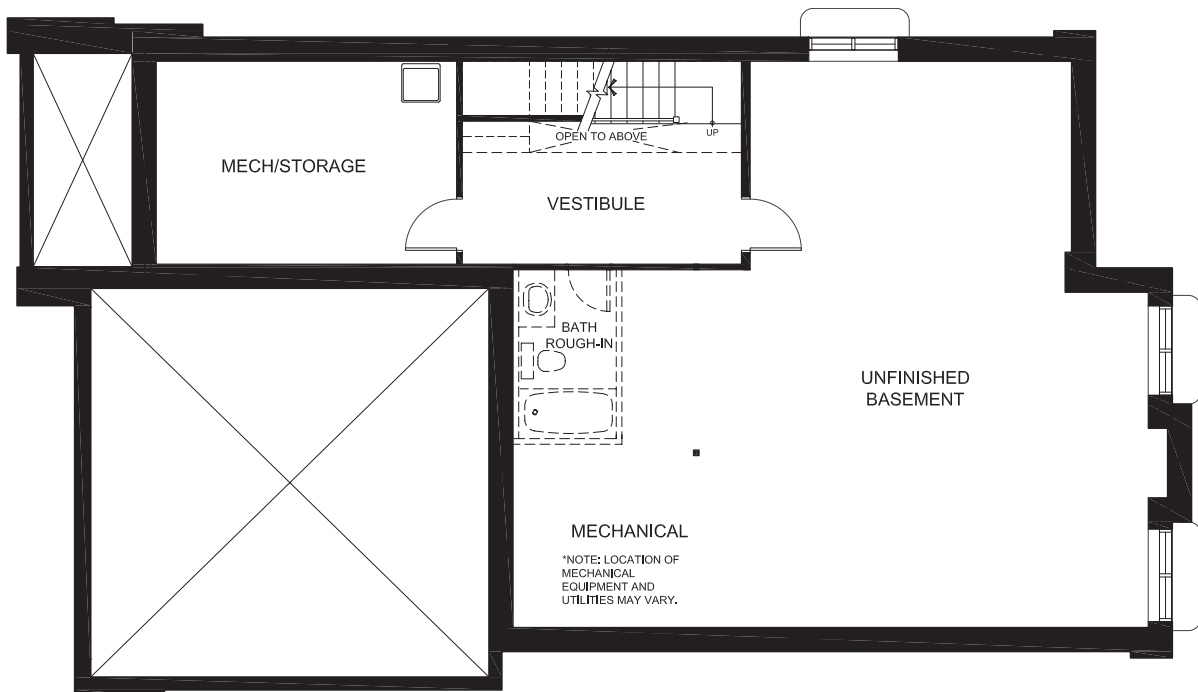 MECH/STORAGE
OPEN TO ABOVE
UP
VESTIBULE
BATH
ROUGH-IN
UNFINISHED
BASEMENT
MECHANICAL
*NOTE: LOCATION OF
MECHANICAL
EQUIPMENT AND
UTILITIES MAY VARY.